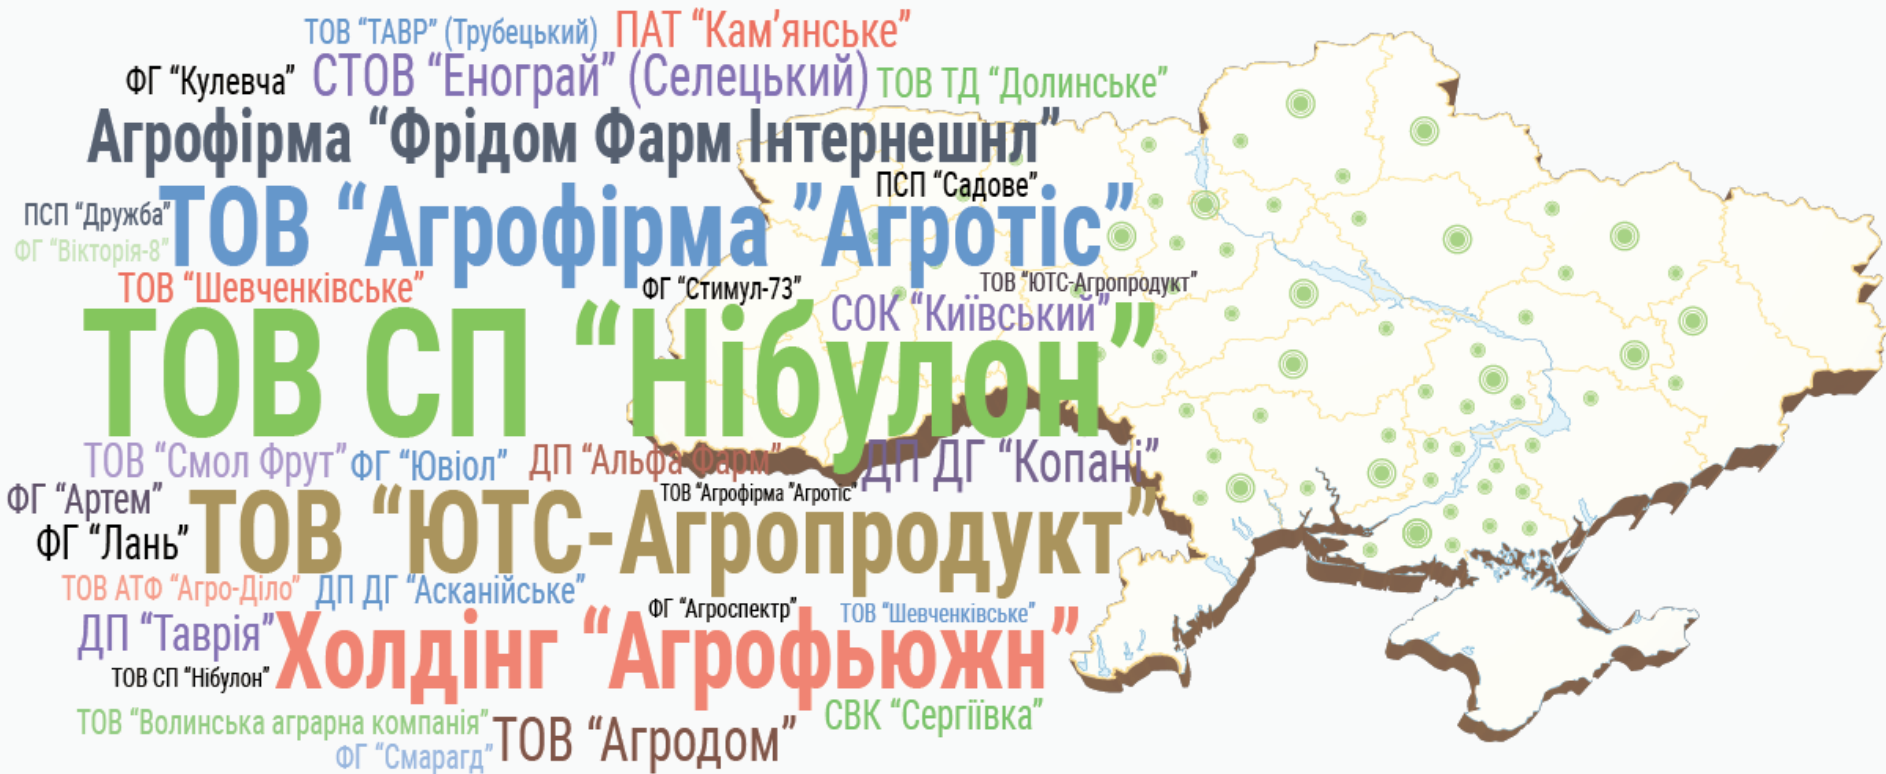 ТОВ “ТАВР” (Трубецький) ПАТ “Кам’янське”
ФГ “Кулевча” СТОВ “Енограй” (Селецький) ТОВ ТД “Долинське”
Агрофірма “Фрідом Фарм Інтернешнл”
ПСП “Садове”
ПСП “Дружба” ТОВ “Агрофірма ”Агротіс”
ФГ “Вікторія-8”
ТОВ “Шевченківське” ФГ “Стимул-73” ТОВ “ЮТС-Агропродукт”
СОК “Київський”
ТОВ СП “Нібулон”
ТОВ “Смол Фрут” ФГ “Ювіол” ДП “Альфа Фарм” ДП ДГ “Копані”
ФГ “Артем” ТОВ “Агрофірма ”Агротіс”
ФГ “Лань” ТОВ “ЮТС-Агропродукт”
ТОВ АТФ “Агро-Діло” ДП ДГ “Асканійське”
ФГ “Агроспектр” ТОВ “Шевченківське”
ДП “Таврія” Холдінг “Агрофьюжн”
ТОВ СП “Нібулон”
ТОВ “Волинська аграрна компанія” ТОВ “Агродом” СВК “Сергіївка”
ФГ “Смарагд”